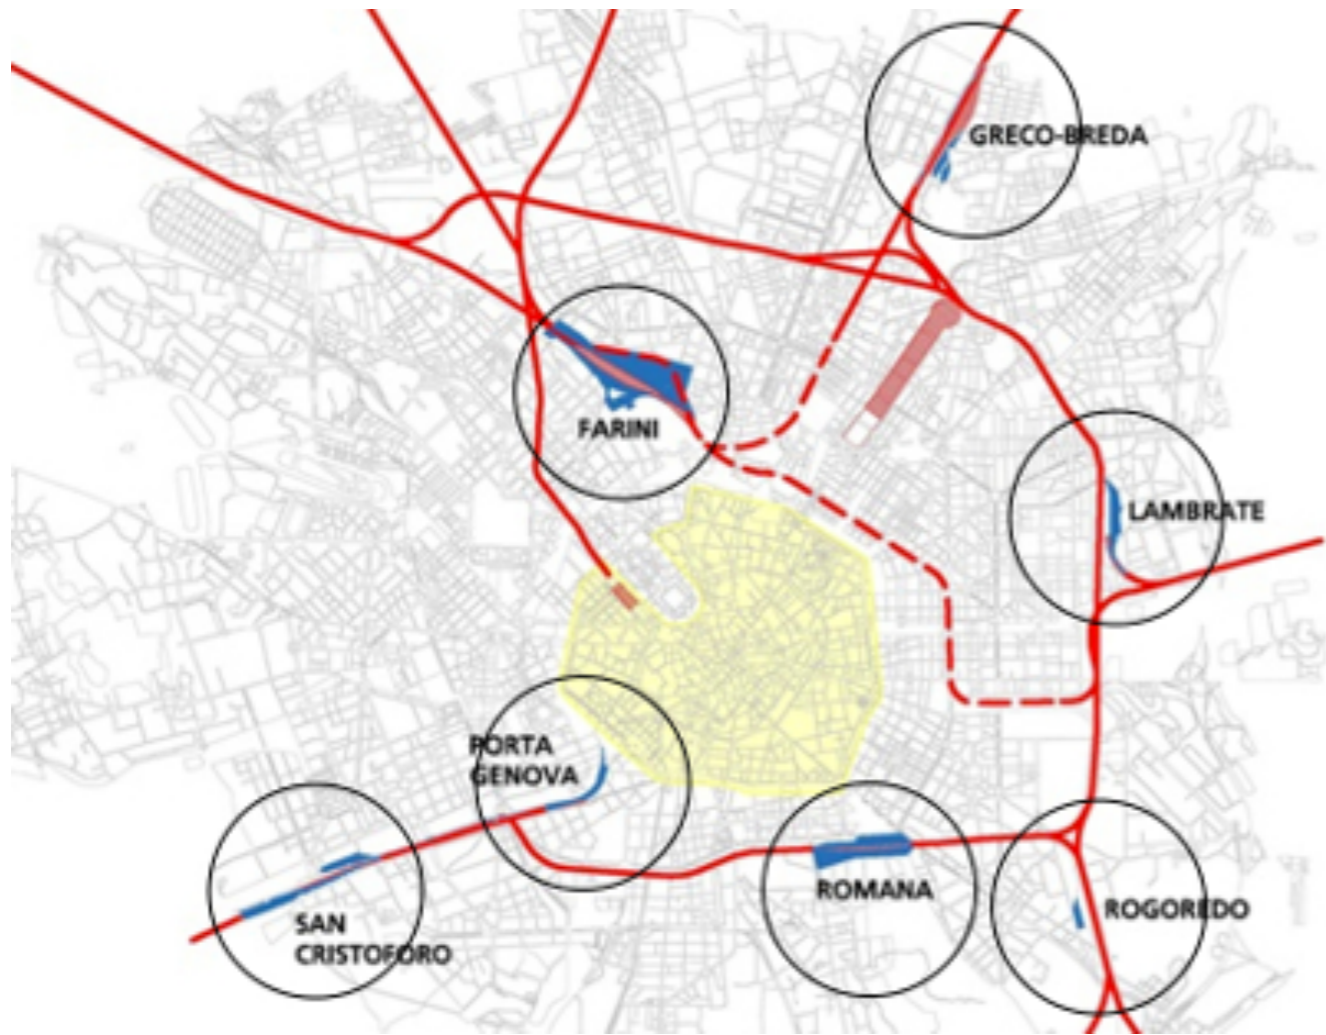 GRECO-BREDA
FARINI
LAMBRATE
PORTA
GENOVA
ROMANA
ROGOREDO
SAN
CRISTOFORO